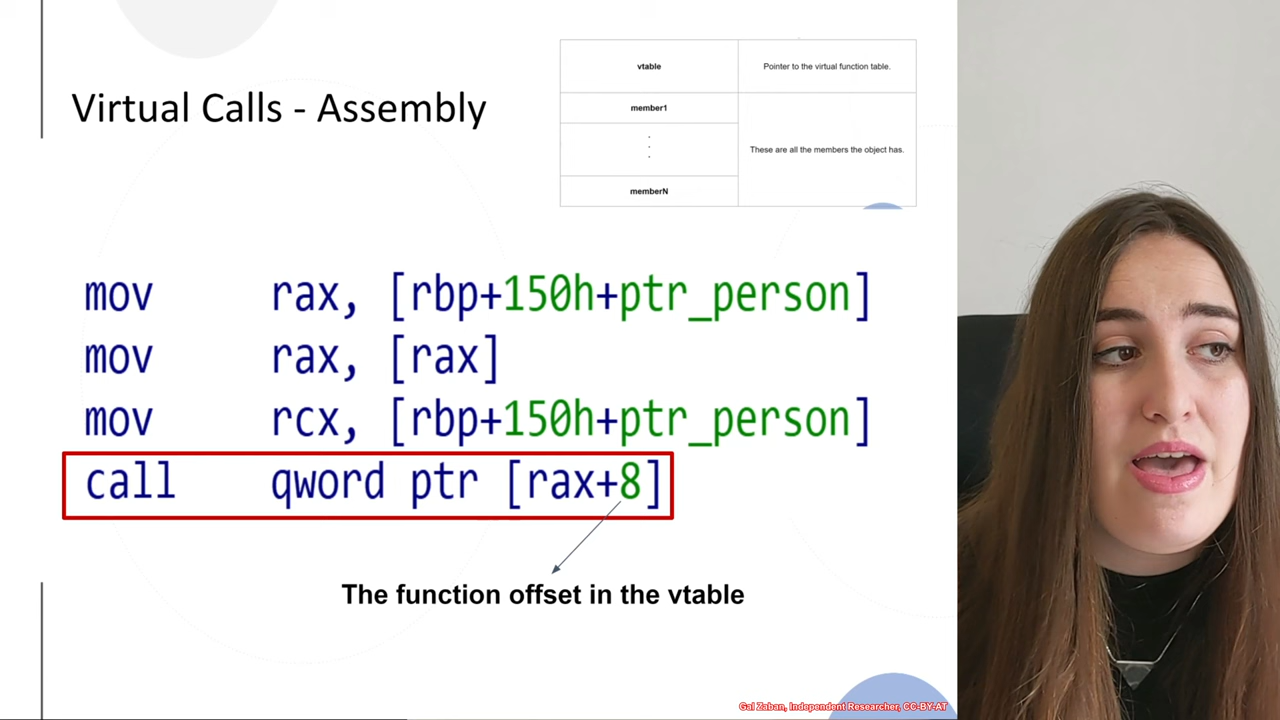 Virtual Calls - Assembly
vtable
Pointer to the virtual function table.
member1
These are all the members the object has.
memberN
mov rax, [rbp+150h+ptr_person]
mov rax, [rax]
mov rcx, [rbp+150h+ptr_person]
call qword ptr [rax+8]
The function offset in the vtable
Gal Zaban, Independent Researcher, CC-BY-AT